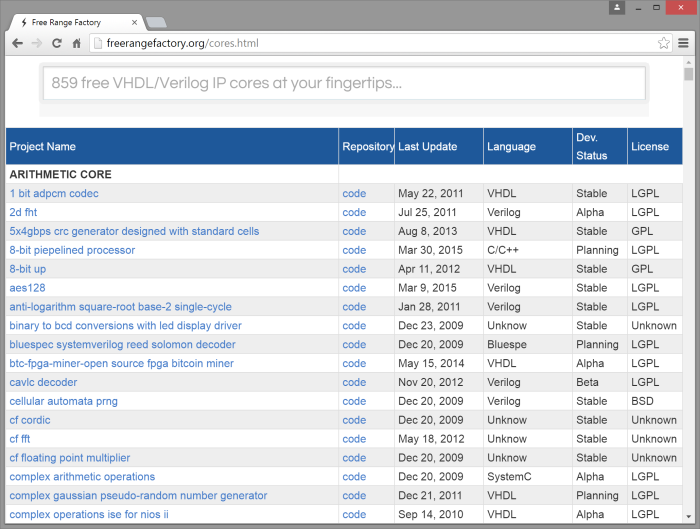 Free Range Factory
freerangefactory.org/cores.html
859 free VHDL/Verilog IP cores at your fingertips...
Project Name Repository Last Update Language Dev. Status License
ARITHMETIC CORE
1 bit adpcm codec code May 22, 2011 VHDL Stable LGPL
2d fht code Jul 25, 2011 Verilog Alpha LGPL
5x4gbps crc generator designed with standard cells code Aug 8, 2013 VHDL Stable GPL
8-bit piepelined processor code Mar 30, 2015 C/C++ Planning LGPL
8-bit up code Apr 11, 2012 VHDL Stable GPL
aes128 code Mar 9, 2015 Verilog Stable LGPL
anti-logarithm square-root base-2 single-cycle code Jan 28, 2011 Verilog Stable LGPL
binary to bcd conversions with led display driver code Dec 23, 2009 Unknow Stable Unknown
bluespec systemverilog reed solomon decoder code Dec 20, 2009 Bluespe Planning LGPL
btc-fpga-miner-open source fpga bitcoin miner code May 15, 2014 VHDL Alpha LGPL
cavlc decoder code Nov 20, 2012 Verilog Beta LGPL
cellular automata prng code Dec 20, 2009 Verilog Stable BSD
cf cordic code Dec 20, 2009 Unknow Stable Unknown
cf fft code May 18, 2012 Unknow Stable Unknown
cf floating point multiplier code Dec 20, 2009 Unknow Stable Unknown
complex arithmetic operations code Dec 20, 2009 SystemC Alpha LGPL
complex gaussian pseudo-random number generator code Dec 21, 2011 VHDL Planning LGPL
complex operations ise for nios ii code Sep 14, 2010 VHDL Alpha LGPL